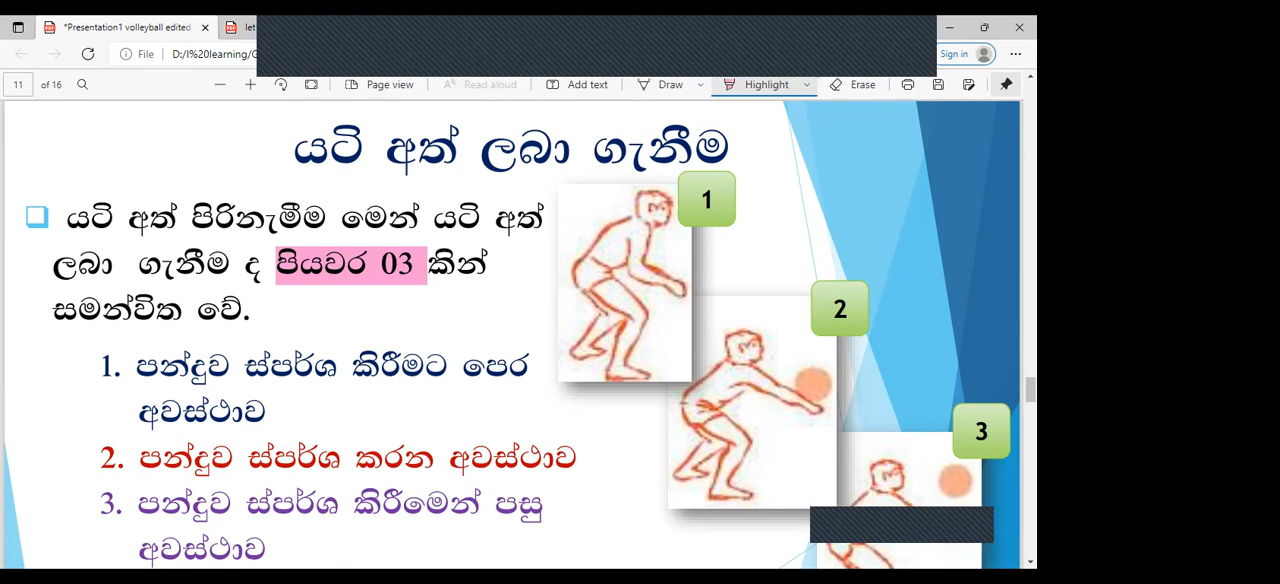 *Presentation1 volleyball edited
let
File
D:/l%20learning/G
Sign in
11 of 16
Page view
Read aloud
Add text
Draw
Highlight
Erase
යටි අත් ලබා ගැනීම
යටි අත් පිරිනැමීම මෙන් යටි අත්
ලබා ගැනීම ද පියවර 03 කින්
සමන්විත වේ.
1. පන්දුව ස්පර්ශ කිරීමට පෙර
අවස්ථාව
2. පන්දුව ස්පර්ශ කරන අවස්ථාව
3. පන්දුව ස්පර්ශ කිරීමෙන් පසු
අවස්ථාව
1
2
3